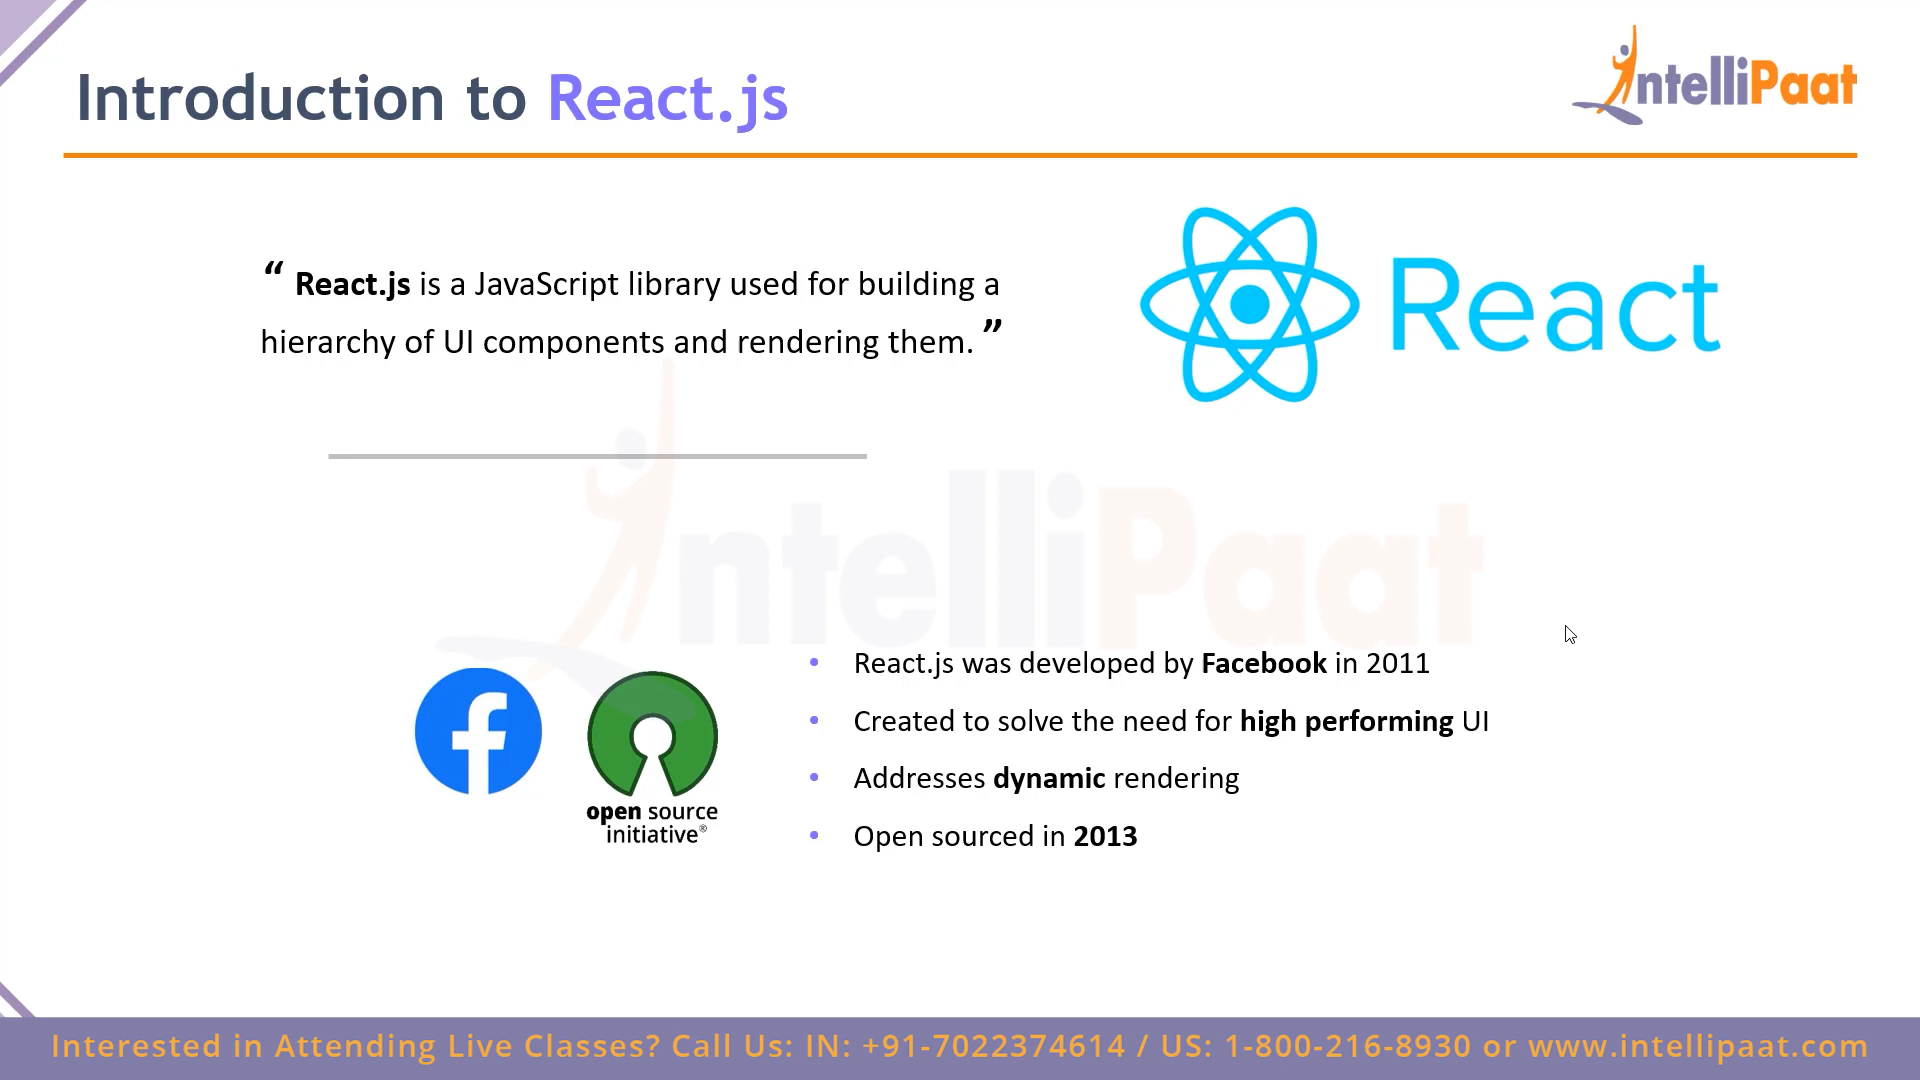 Introduction to React.js
IntelliPaat
“ React.js is a JavaScript library used for building a
hierarchy of UI components and rendering them. ”
React
IntelliPaat
• React.js was developed by Facebook in 2011
• Created to solve the need for high performing UI
• Addresses dynamic rendering
• Open sourced in 2013
open source
initiative®
Interested in Attending Live Classes? Call Us: IN: +91-7022374614 / US: 1-800-216-8930 or www.intellipaat.com